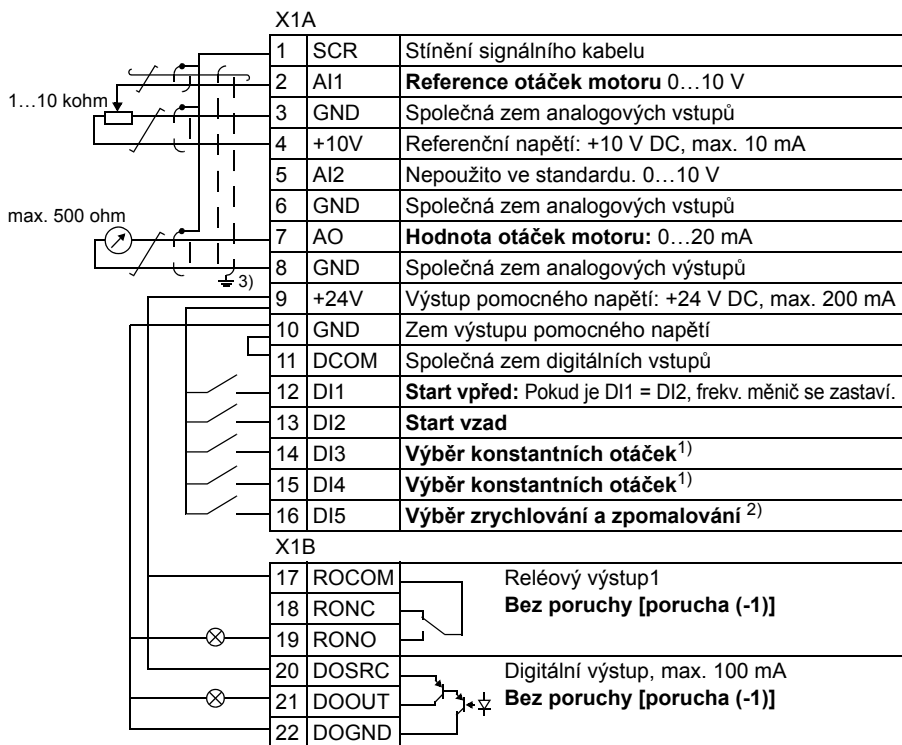 X1A
1 SCR Stínění signálního kabelu
2 AI1 Reference otáček motoru 0…10 V
1…10 kohm
3 GND Společná zem analogových vstupů
4 +10V Referenční napětí: +10 V DC, max. 10 mA
5 AI2 Nepoužito ve standardu. 0…10 V
6 GND Společná zem analogových vstupů
max. 500 ohm
7 AO Hodnota otáček motoru: 0…20 mA
8 GND Společná zem analogových výstupů
3)
9 +24V Výstup pomocného napětí: +24 V DC, max. 200 mA
10 GND Zem výstupu pomocného napětí
11 DCOM Společná zem digitálních vstupů
12 DI1 Start vpřed: Pokud je DI1 = DI2, frekv. měnič se zastaví.
13 DI2 Start vzad
14 DI3 Výběr konstantních otáček1)
15 DI4 Výběr konstantních otáček1)
16 DI5 Výběr zrychlování a zpomalování 2)
X1B
17 ROCOM Reléový výstup1
18 RONC Bez poruchy [porucha (-1)]
19 RONO
20 DOSRC Digitální výstup, max. 100 mA
21 DOOUT Bez poruchy [porucha (-1)]
22 DOGND